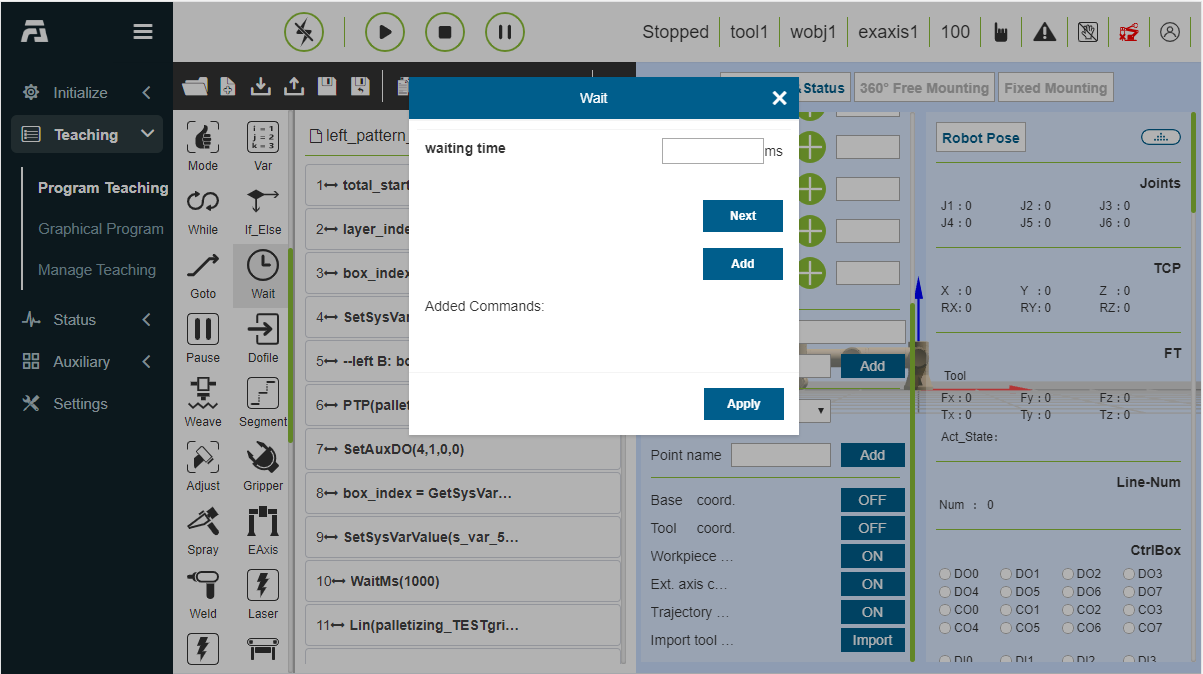 Stopped tool1 wobj1 exaxis1 100
Initialize
Teaching
Program Teaching
Graphical Program
Manage Teaching
Status
Auxiliary
Settings
Mode
i = 1
j = 2
k = 3
Var
While
If_Else
Goto
Wait
Pause
Dofile
Weave
Segment
Adjust
Gripper
Spray
EAxis
Weld
Laser
left_pattern_
1 total_start
2 layer_inde
3 box_index
4 SetSysVar
5 --left B: bo
6 PTP(pallet
7 SetAuxDO(4,1,0,0)
8 box_index = GetSysVar…
9 SetSysVarValue(s_var_5…
10 WaitMs(1000)
11 Lin(palletizing_TESTgri…
Wait
waiting time
ms
Next
Add
Added Commands:
Apply
&Status
360° Free Mounting
Fixed Mounting
Add
Point name
Add
Base coord.
OFF
Tool coord.
OFF
Workpiece …
ON
Ext. axis c…
ON
Trajectory …
ON
Import tool …
Import
Robot Pose
Joints
J1 : 0 J2 : 0 J3 : 0
J4 : 0 J5 : 0 J6 : 0
TCP
X : 0 Y : 0 Z : 0
RX: 0 RY: 0 RZ: 0
FT
Tool
Fx : 0 Fy : 0 Fz : 0
Tx : 0 Ty : 0 Tz : 0
Act_State:
Line-Num
Num : 0
CtrlBox
DO0 DO1 DO2 DO3
DO4 DO5 DO6 DO7
CO0 CO1 CO2 CO3
CO4 CO5 CO6 CO7
DI0 DI1 DI2 DI3